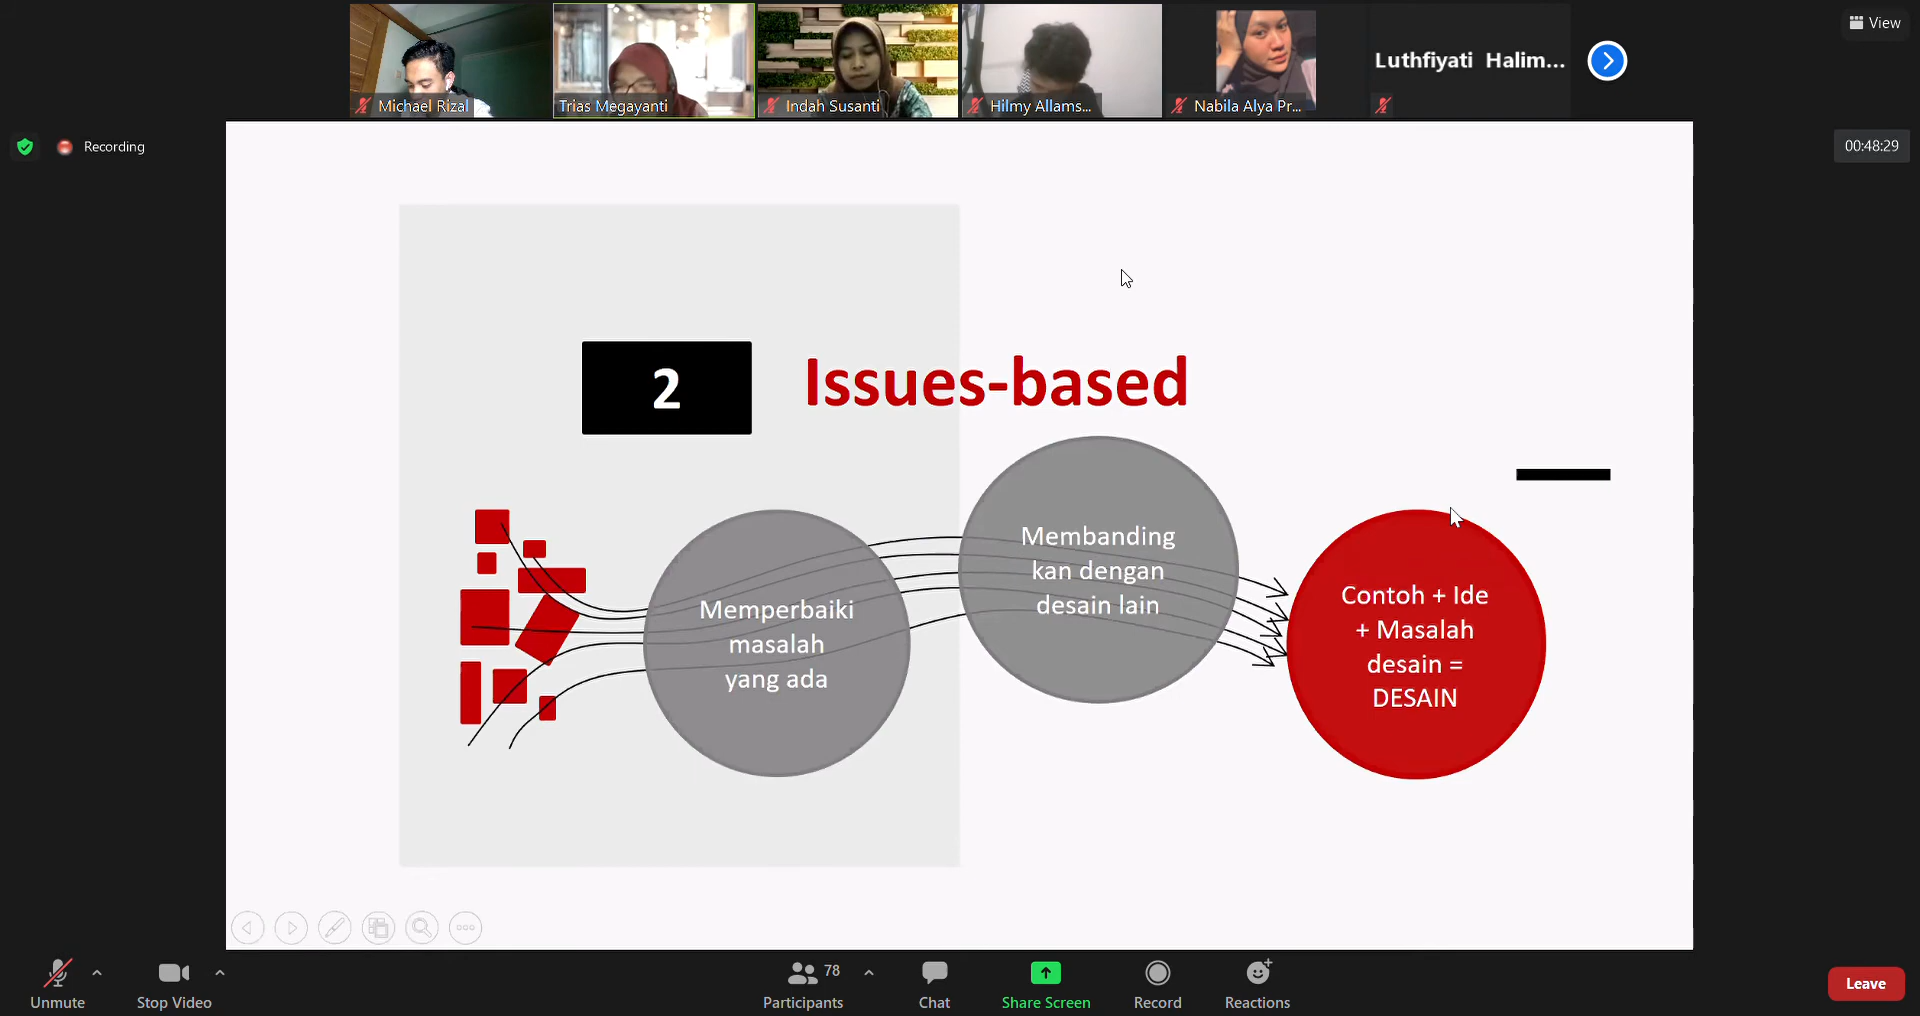 Michael Rizal
Trias Megayanti
Indah Susanti
Hilmy Allams...
Nabila Alya Pr...
Luthfiyati Halim...
View
Recording
00:48:29
2
Issues-based
Memperbaiki
masalah
yang ada
Membanding
kan dengan
desain lain
Contoh + Ide
+ Masalah
desain =
DESAIN
Unmute
Stop Video
78
Participants
Chat
Share Screen
Record
Reactions
Leave